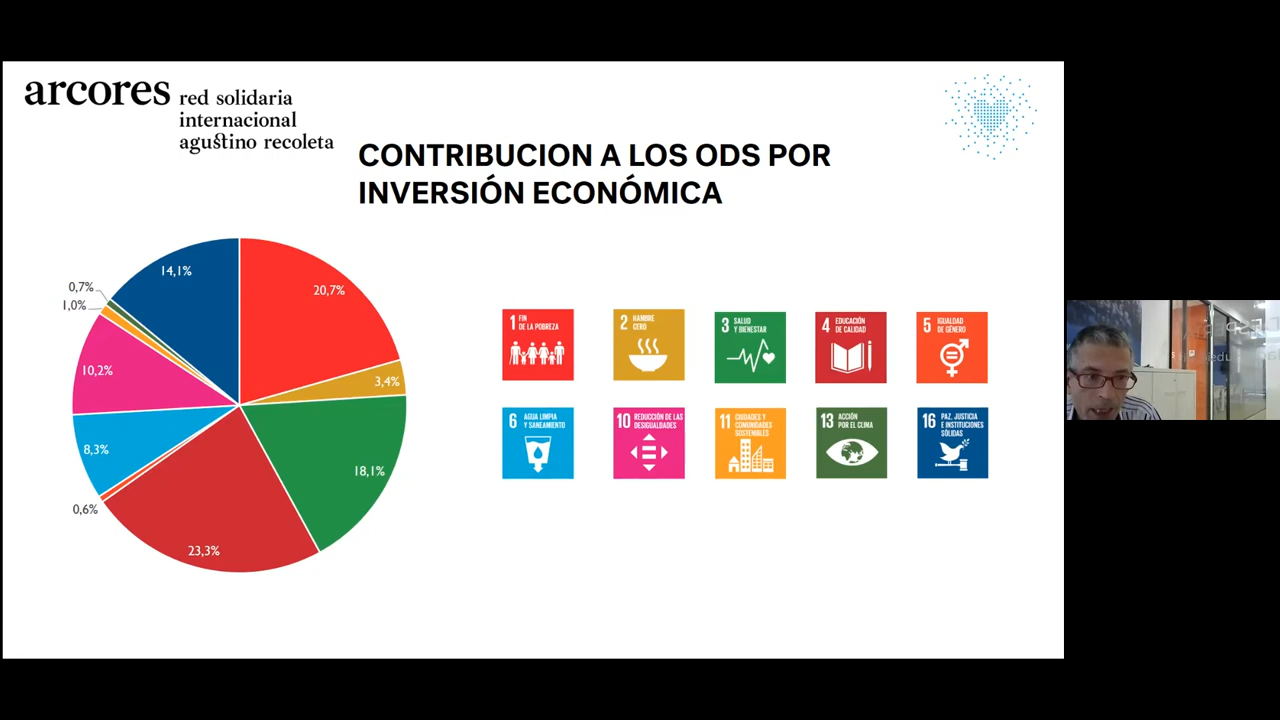 arcores
red solidaria
internacional
agustino recoleta
CONTRIBUCION A LOS ODS POR
INVERSIÓN ECONÓMICA
14,1%
20,7%
0,7%
1,0%
10,2%
3,4%
8,3%
18,1%
0,6%
23,3%
1 FIN
DE LA POBREZA
2 HAMBRE
CERO
3 SALUD
Y BIENESTAR
4 EDUCACIÓN
DE CALIDAD
5 IGUALDAD
DE GÉNERO
6 AGUA LIMPIA
Y SANEAMIENTO
10 REDUCCIÓN DE LAS
DESIGUALDADES
11 CIUDADES Y
COMUNIDADES
SOSTENIBLES
13 ACCIÓN
POR EL CLIMA
16 PAZ, JUSTICIA
E INSTITUCIONES
SÓLIDAS